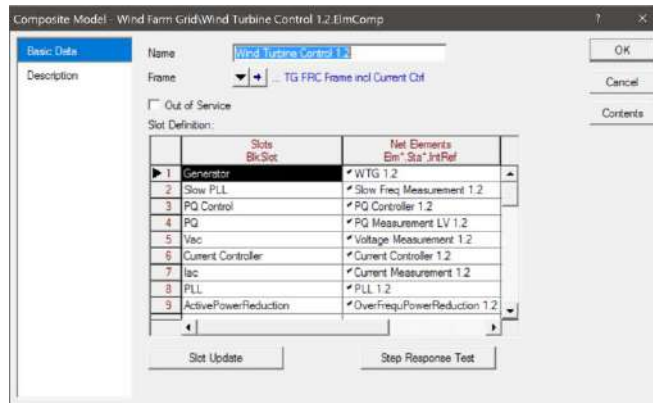 Composite Model - Wind Farm Grid\Wind Turbine Control 1.2.ElmComp ? ×
Basic Data
Description
Name Wind Turbine Control 1.2
Frame ... TG FRC Frame incl Current Ctrl
Out of Service
Slot Definition:
Slots
BlkSlot
Net Elements
Elm*,Sta*,IntRef
1 Generator WTG 1.2
2 Slow PLL Slow Freq Measurement 1.2
3 PQ Control PQ Controller 1.2
4 PQ PQ Measurement LV 1.2
5 Vac Voltage Measurement 1.2
6 Current Controller Current Controller 1.2
7 Iac Current Measurement 1.2
8 PLL PLL 1.2
9 ActivePowerReduction OverFrequPowerReduction 1.2
Slot Update
Step Response Test
OK
Cancel
Contents